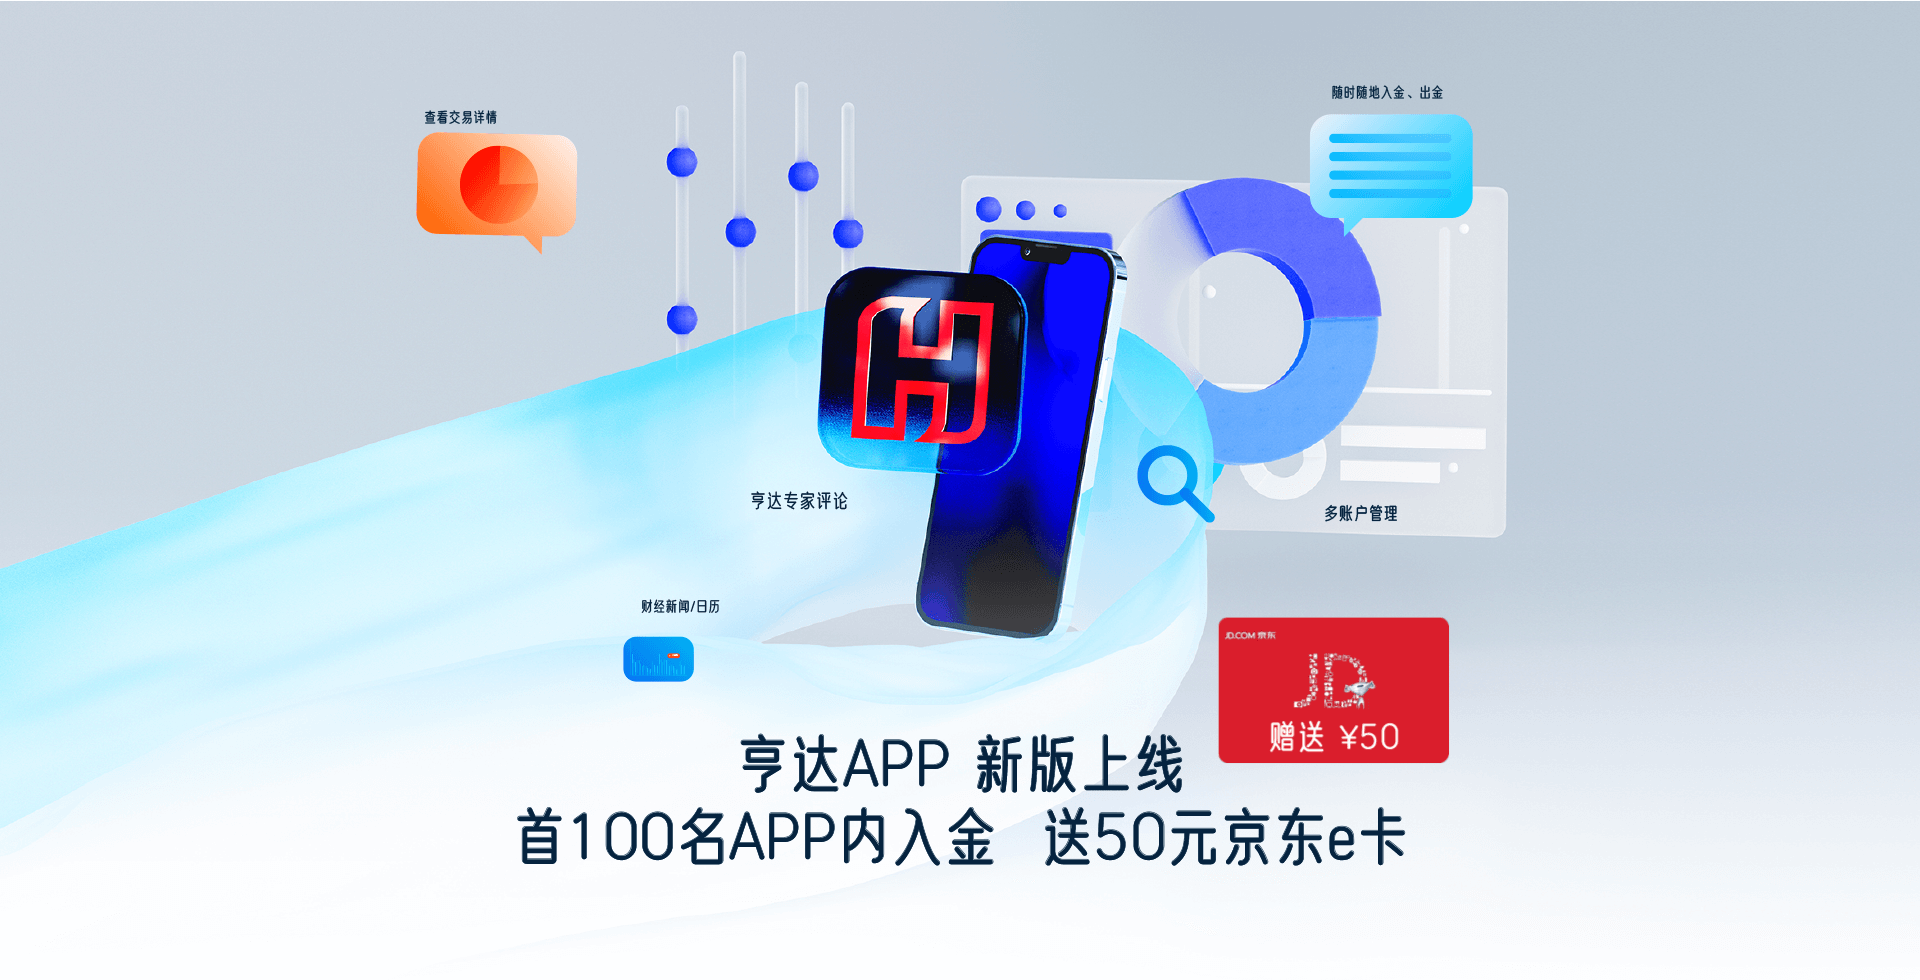 随时随地入金、出金
查看交易详情
亨达专家评论
多账户管理
财经新闻/日历
JD.COM 京东
JD
赠送 ¥50
亨达APP 新版上线
首100名APP内入金 送50元京东e卡